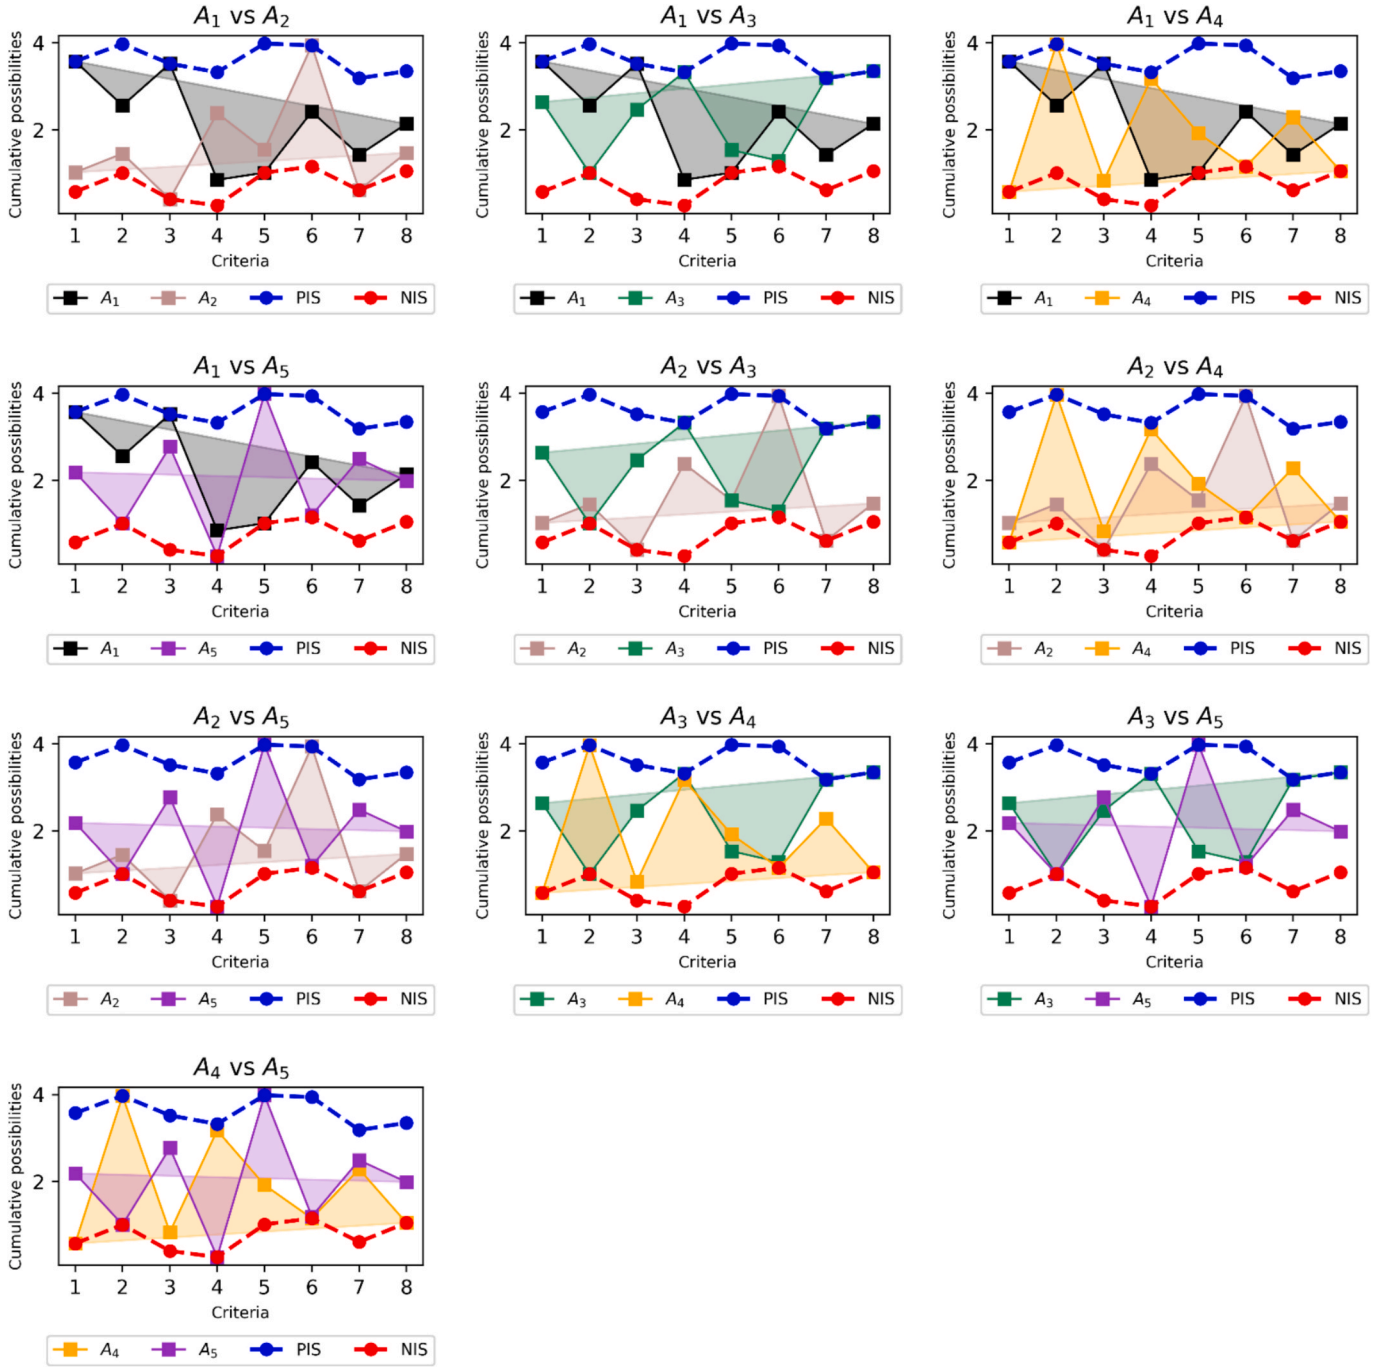 A1 vs A2
A1 vs A3
A1 vs A4
Cumulative possibilities
4
2
1 2 3 4 5 6 7 8
Criteria
A1 A2 PIS NIS
Cumulative possibilities
4
2
1 2 3 4 5 6 7 8
Criteria
A1 A3 PIS NIS
Cumulative possibilities
4
2
1 2 3 4 5 6 7 8
Criteria
A1 A4 PIS NIS
A1 vs A5
A2 vs A3
A2 vs A4
Cumulative possibilities
4
2
1 2 3 4 5 6 7 8
Criteria
A1 A5 PIS NIS
Cumulative possibilities
4
2
1 2 3 4 5 6 7 8
Criteria
A2 A3 PIS NIS
Cumulative possibilities
4
2
1 2 3 4 5 6 7 8
Criteria
A2 A4 PIS NIS
A2 vs A5
A3 vs A4
A3 vs A5
Cumulative possibilities
4
2
1 2 3 4 5 6 7 8
Criteria
A2 A5 PIS NIS
Cumulative possibilities
4
2
1 2 3 4 5 6 7 8
Criteria
A3 A4 PIS NIS
Cumulative possibilities
4
2
1 2 3 4 5 6 7 8
Criteria
A3 A5 PIS NIS
A4 vs A5
Cumulative possibilities
4
2
1 2 3 4 5 6 7 8
Criteria
A4 A5 PIS NIS